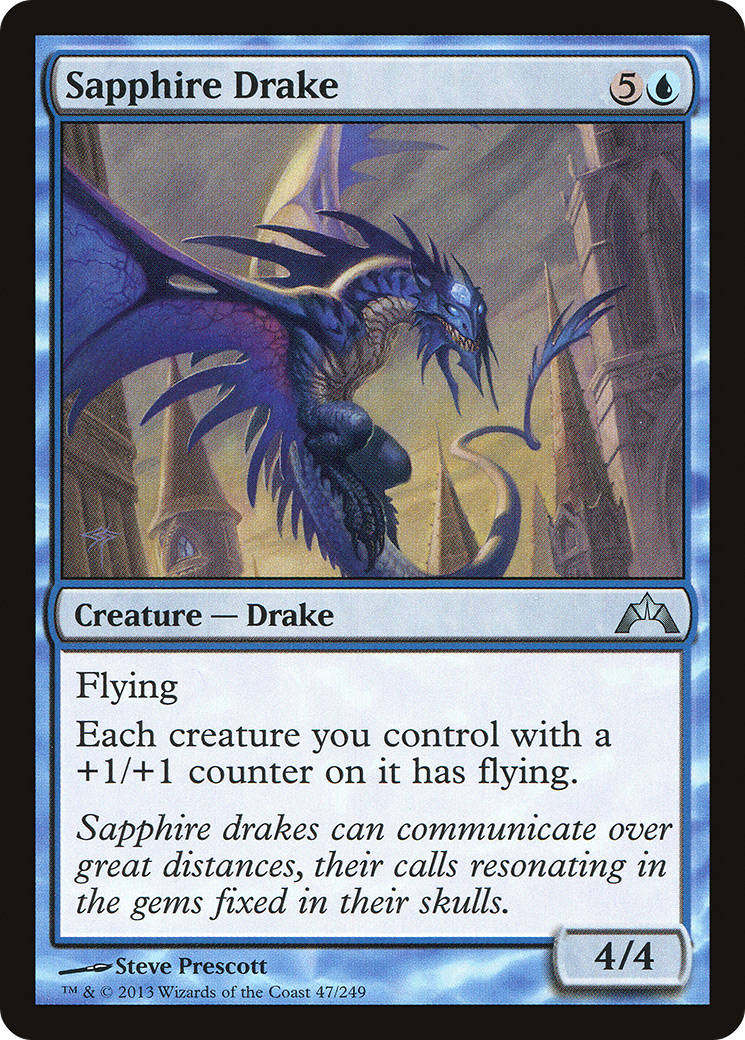 Sapphire Drake
5
Creature — Drake
Flying
Each creature you control with a
+1/+1 counter on it has flying.
Sapphire drakes can communicate over
great distances, their calls resonating in
the gems fixed in their skulls.
4/4
Steve Prescott
™ & © 2013 Wizards of the Coast 47/249